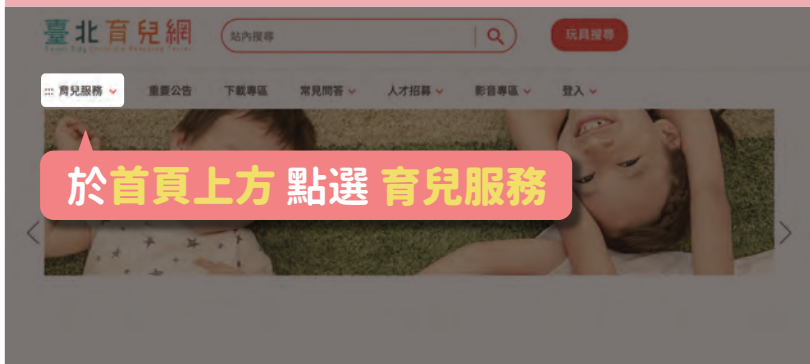 臺北育兒網
站內搜尋
玩具搜尋
::: 育兒服務
重要公告
下載專區
常見問答
人才招募
影音專區
登入
於首頁上方 點選 育兒服務